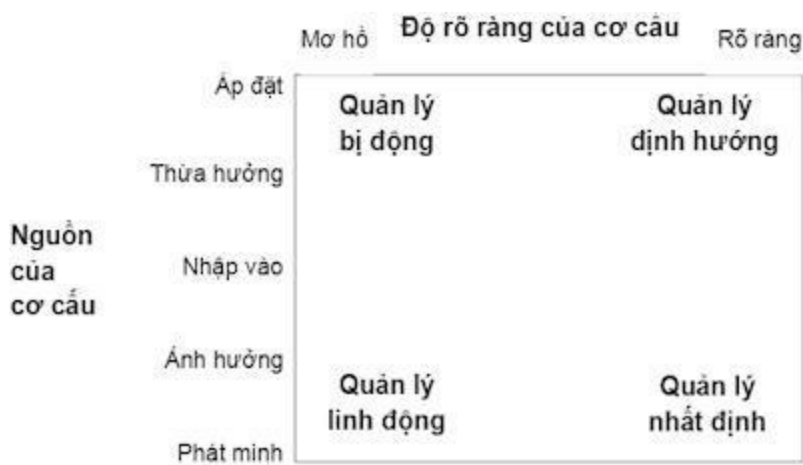 Độ rõ ràng của cơ cấu
Mơ hồ
Rõ ràng
Áp đặt
Thừa hưởng
Nguồn
của
cơ cấu
Nhập vào
Ảnh hưởng
Phát minh
Quản lý
bị động
Quản lý
định hướng
Quản lý
linh động
Quản lý
nhất định